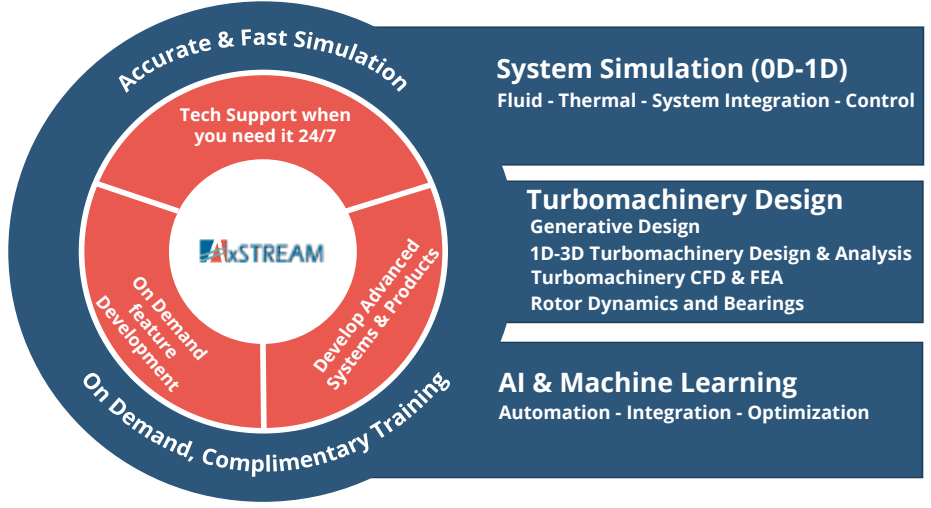 Accurate & Fast Simulation
Tech Support when
you need it 24/7
AxSTREAM
On Demand
feature
Development
Develop Advanced
Systems & Products
On Demand, Complimentary Training
System Simulation (0D-1D)
Fluid - Thermal - System Integration - Control
Turbomachinery Design
Generative Design
1D-3D Turbomachinery Design & Analysis
Turbomachinery CFD & FEA
Rotor Dynamics and Bearings
AI & Machine Learning
Automation - Integration - Optimization